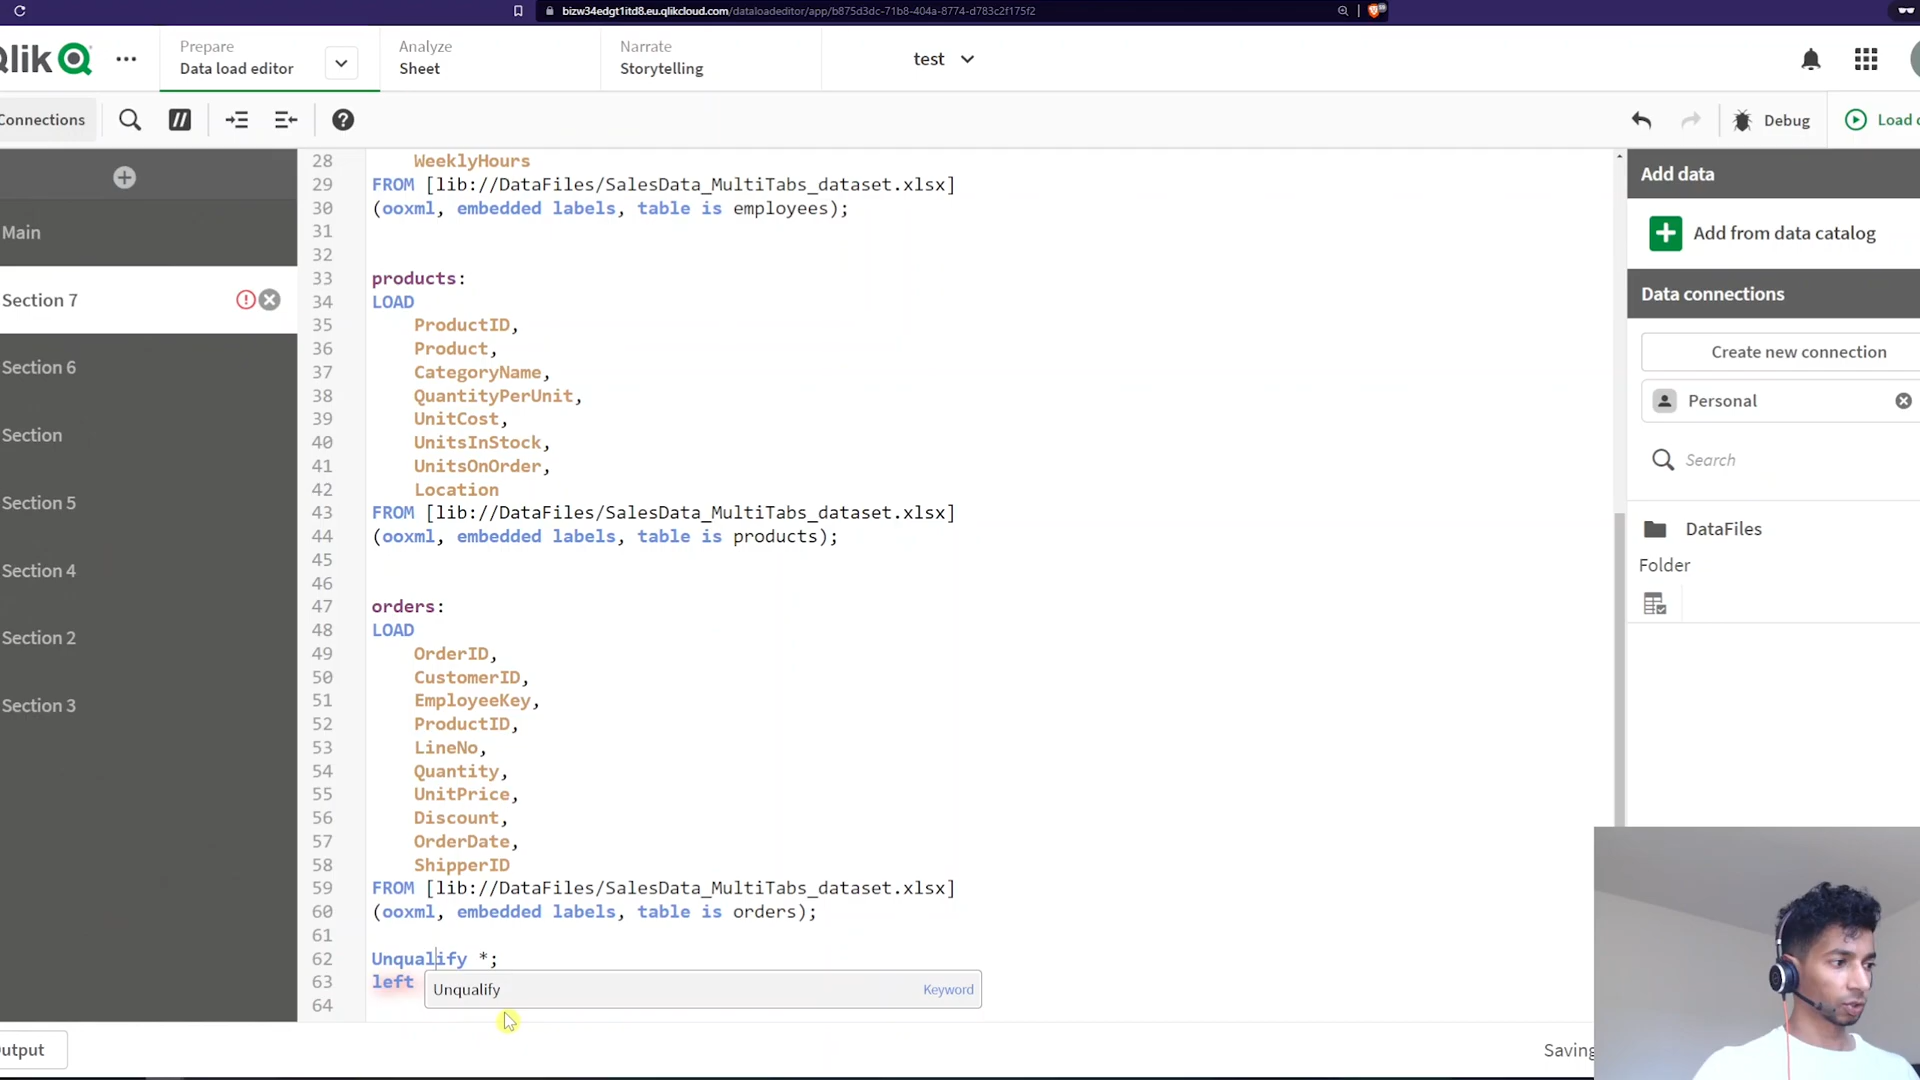 bizw34edgt1itd8.eu.qlikcloud.com/dataloadeditor/app/b875d3dc-71b8-404a-8774-d783c2f175f2
Qlik
Prepare
Data load editor
Analyze
Sheet
Narrate
Storytelling
test
Connections
Debug
Load d
Main
Section 7
Section 6
Section
Section 5
Section 4
Section 2
Section 3
28 WeeklyHours
29 FROM [lib://DataFiles/SalesData_MultiTabs_dataset.xlsx]
30 (ooxml, embedded labels, table is employees);
31
32
33 products:
34 LOAD
35 ProductID,
36 Product,
37 CategoryName,
38 QuantityPerUnit,
39 UnitCost,
40 UnitsInStock,
41 UnitsOnOrder,
42 Location
43 FROM [lib://DataFiles/SalesData_MultiTabs_dataset.xlsx]
44 (ooxml, embedded labels, table is products);
45
46
47 orders:
48 LOAD
49 OrderID,
50 CustomerID,
51 EmployeeKey,
52 ProductID,
53 LineNo,
54 Quantity,
55 UnitPrice,
56 Discount,
57 OrderDate,
58 ShipperID
59 FROM [lib://DataFiles/SalesData_MultiTabs_dataset.xlsx]
60 (ooxml, embedded labels, table is orders);
61
62 Unqualify *;
63 left
Unqualify Keyword
64
Add data
Add from data catalog
Data connections
Create new connection
Personal
Search
DataFiles
Folder
utput
Saving